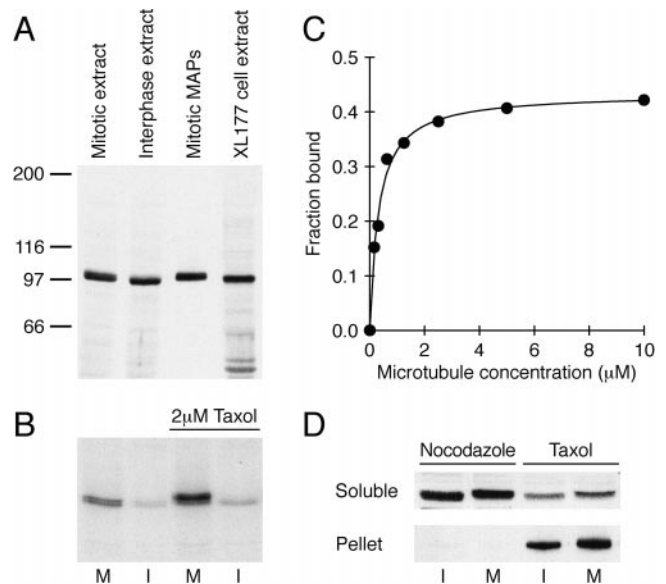 A
Mitotic extract
Interphase extract
Mitotic MAPs
XL177 cell extract
200
116
97
66
B
2μM Taxol
M I M I
C
Fraction bound
0.5
0.4
0.3
0.2
0.1
0.0
0 2 4 6 8 10
Microtubule concentration (μM)
D
Nocodazole Taxol
Soluble
Pellet
I M I M